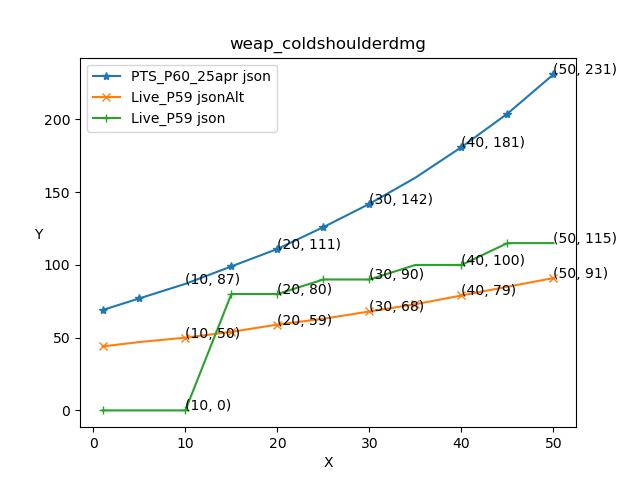 weap_coldshoulderdmg
PTS_P60_25apr json
Live_P59 jsonAlt
Live_P59 json
Y
200
150
100
50
0
(50, 231)
(40, 181)
(30, 142)
(20, 111)
(10, 87)
(50, 115)
(40, 100)
(30, 90)
(20, 80)
(10, 0)
(50, 91)
(40, 79)
(30, 68)
(20, 59)
(10, 50)
0 10 20 30 40 50
X